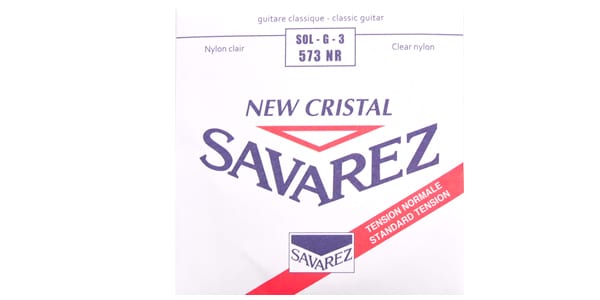 guitare classique - classic guitar
SOL - G - 3
573 NR
Nylon clair
Clear nylon
NEW CRISTAL
SAVAREZ
TENSION NORMALE
STANDARD TENSION
SAVAREZ